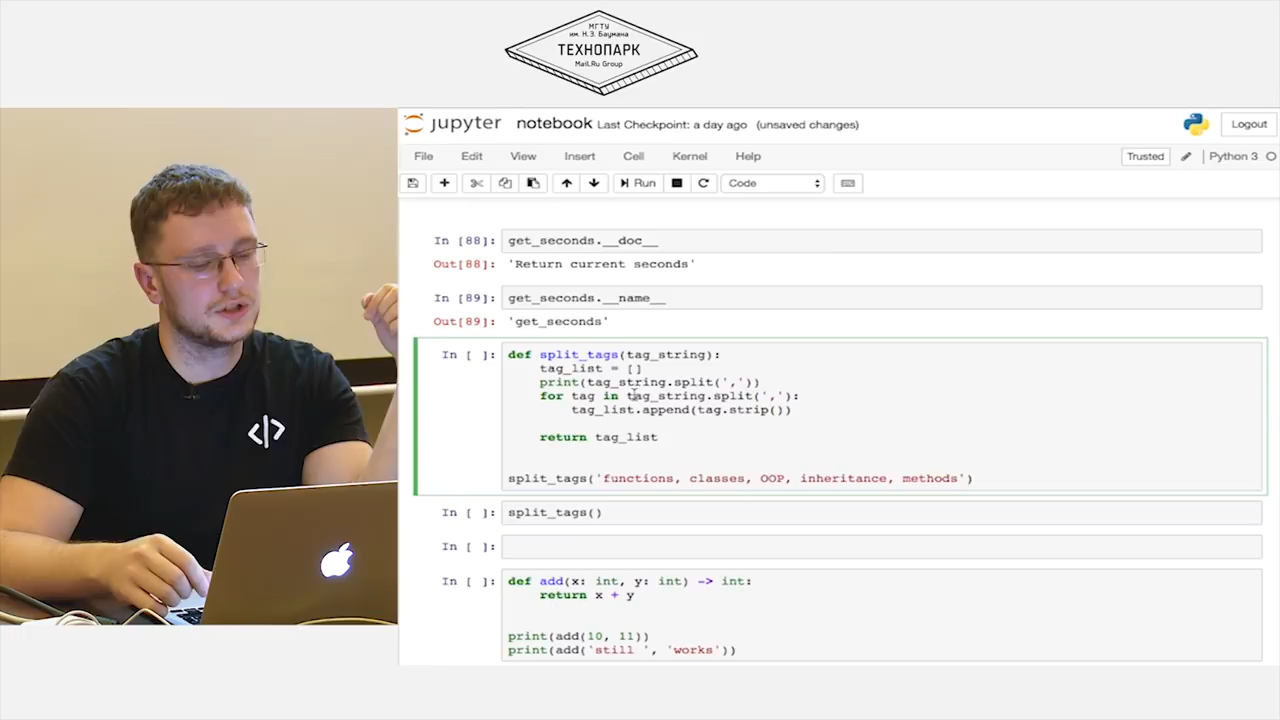 МГТУ
им. Н.Э. Баумана
ТЕХНОПАРК
Mail.Ru Group
jupyter notebook Last Checkpoint: a day ago (unsaved changes) Logout
File Edit View Insert Cell Kernel Help Trusted Python 3
Run Code
In [88]: get_seconds.__doc__
Out[88]: 'Return current seconds'
In [89]: get_seconds.__name__
Out[89]: 'get_seconds'
In [ ]: def split_tags(tag_string):
tag_list = []
print(tag_string.split(','))
for tag in tag_string.split(','):
tag_list.append(tag.strip())
return tag_list
split_tags('functions, classes, OOP, inheritance, methods')
In [ ]: split_tags()
In [ ]:
In [ ]: def add(x: int, y: int) -> int:
return x + y
print(add(10, 11))
print(add('still ', 'works'))